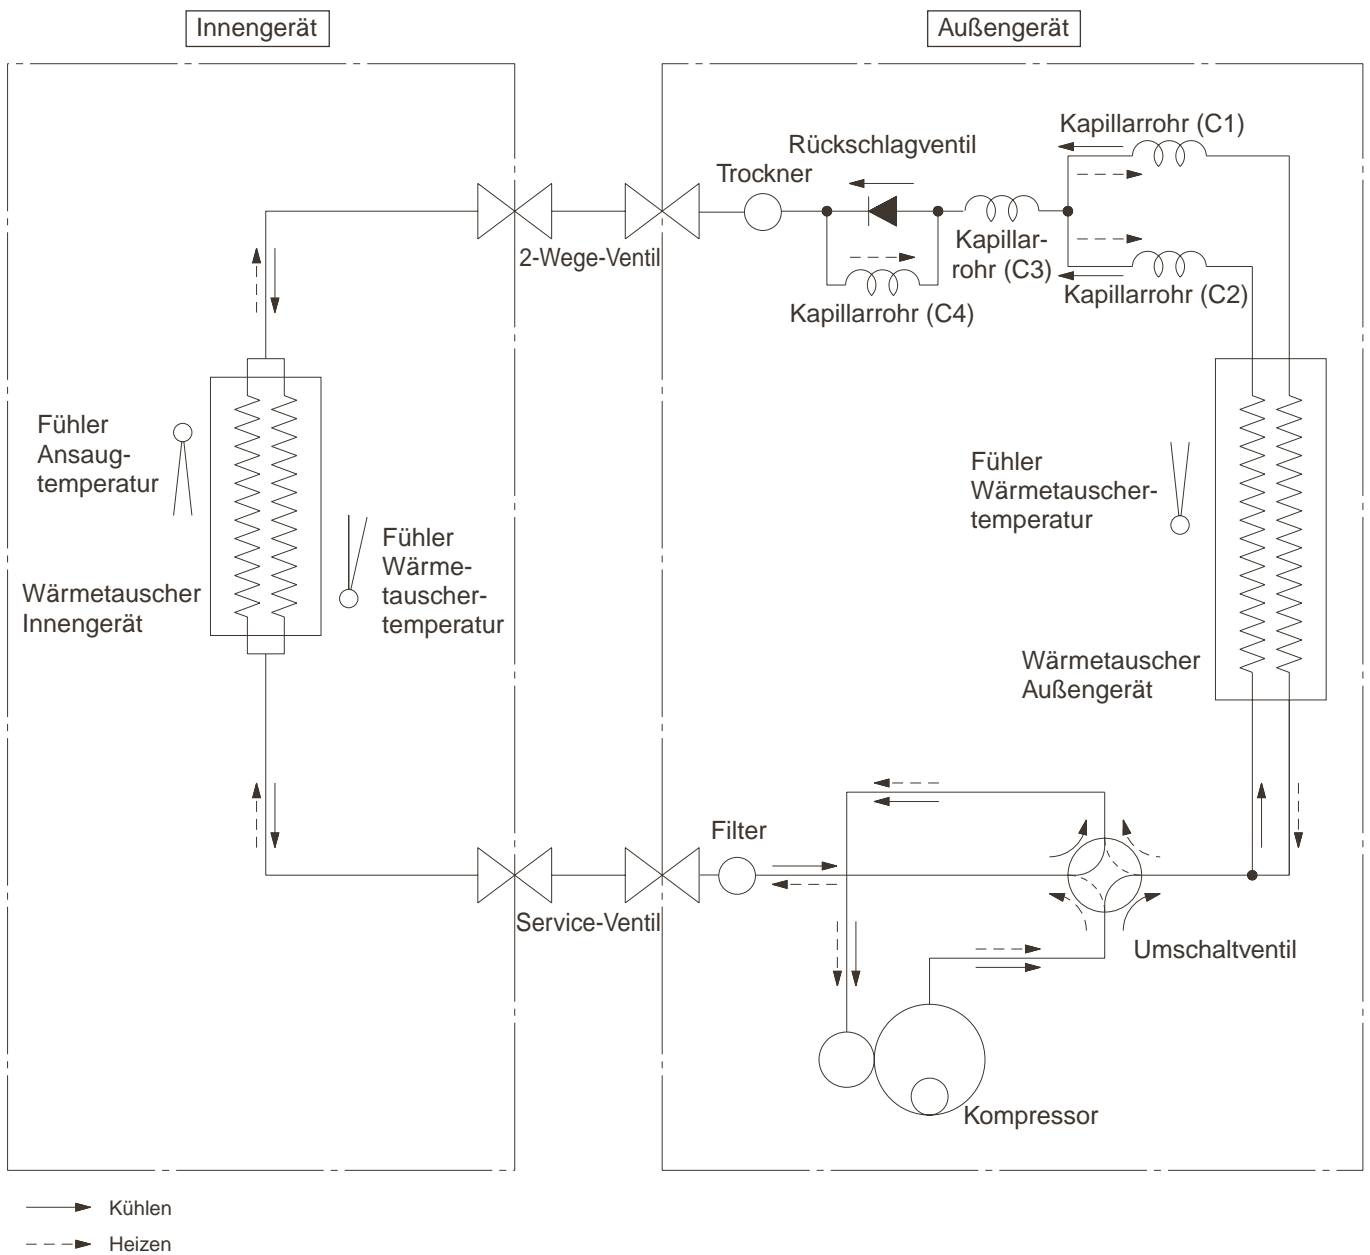 Innengerät
Außengerät
Kapillarrohr (C1)
Rückschlagventil
Trockner
2-Wege-Ventil
Kapillar-
rohr (C3)
Kapillarrohr (C2)
Kapillarrohr (C4)
Fühler
Ansaug-
temperatur
Fühler
Wärmetauscher-
temperatur
Fühler
Wärme-
tauscher-
temperatur
Wärmetauscher
Innengerät
Wärmetauscher
Außengerät
Filter
Service-Ventil
Umschaltventil
Kompressor
Kühlen
Heizen